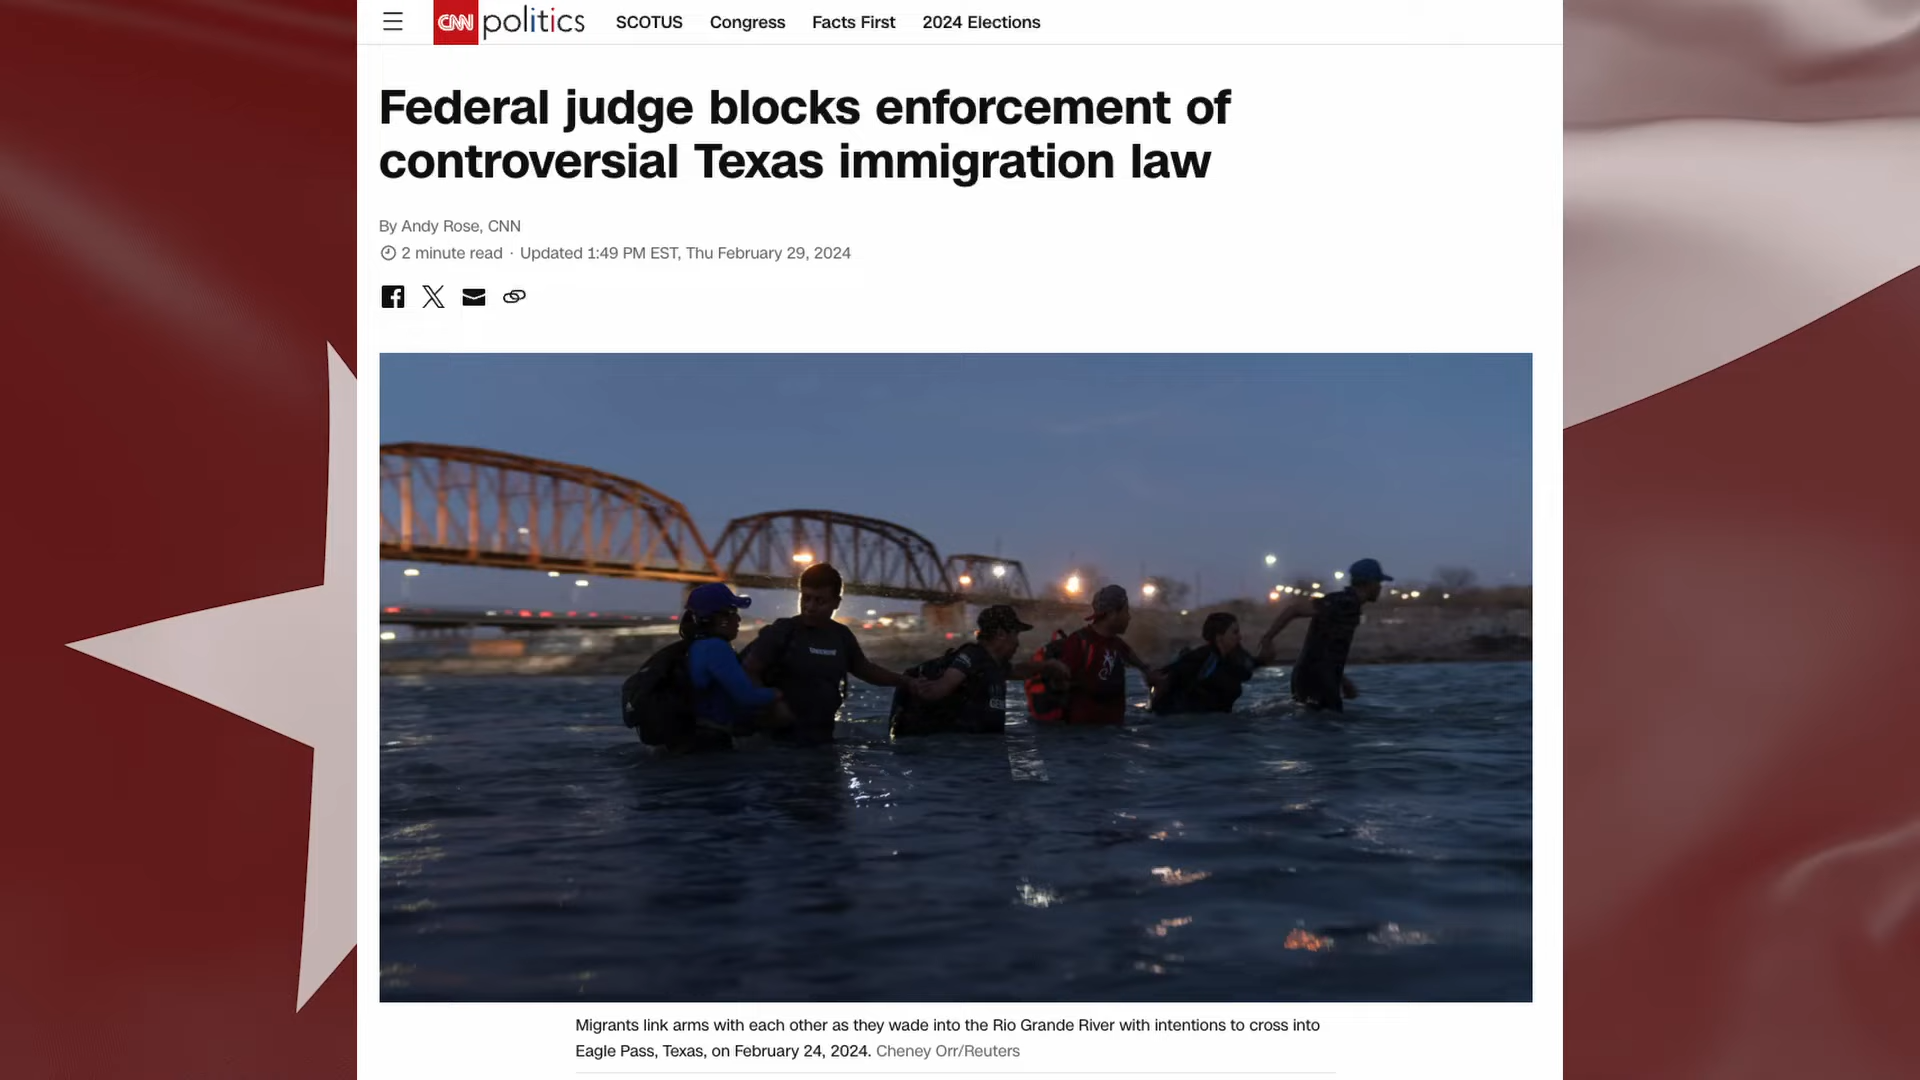 CNN politics SCOTUS Congress Facts First 2024 Elections
Federal judge blocks enforcement of
controversial Texas immigration law
By Andy Rose, CNN
2 minute read · Updated 1:49 PM EST, Thu February 29, 2024
Migrants link arms with each other as they wade into the Rio Grande River with intentions to cross into
Eagle Pass, Texas, on February 24, 2024. Cheney Orr/Reuters